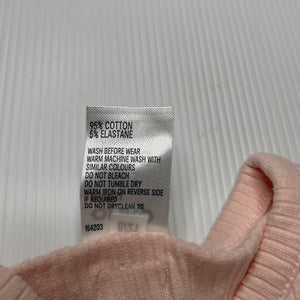 95% COTTON
5% ELASTANE
WASH BEFORE WEAR
WARM MACHINE WASH WITH
SIMILAR COLOURS
DO NOT BLEACH
DO NOT TUMBLE DRY
WARM IRON ON REVERSE SIDE
IF REQUIRED
DO NOT DRYCLEAN
154203